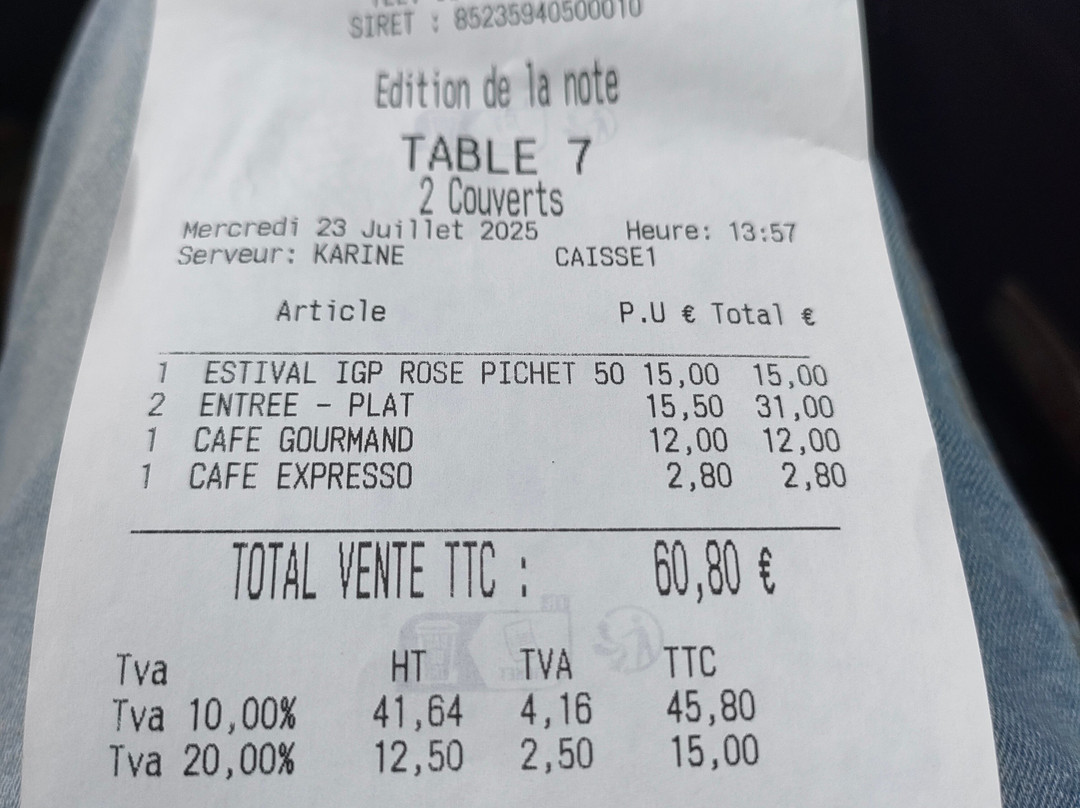 SIRET : 85235940500010
Edition de la note
TABLE 7
2 Couverts
Mercredi 23 Juillet 2025 Heure: 13:57
Serveur: KARINE CAISSE1
Article P.U € Total €
1 ESTIVAL IGP ROSE PICHET 50 15,00 15,00
2 ENTREE - PLAT 15,50 31,00
1 CAFE GOURMAND 12,00 12,00
1 CAFE EXPRESSO 2,80 2,80
TOTAL VENTE TTC : 60,80 €
Tva HT TVA TTC
Tva 10,00% 41,64 4,16 45,80
Tva 20,00% 12,50 2,50 15,00